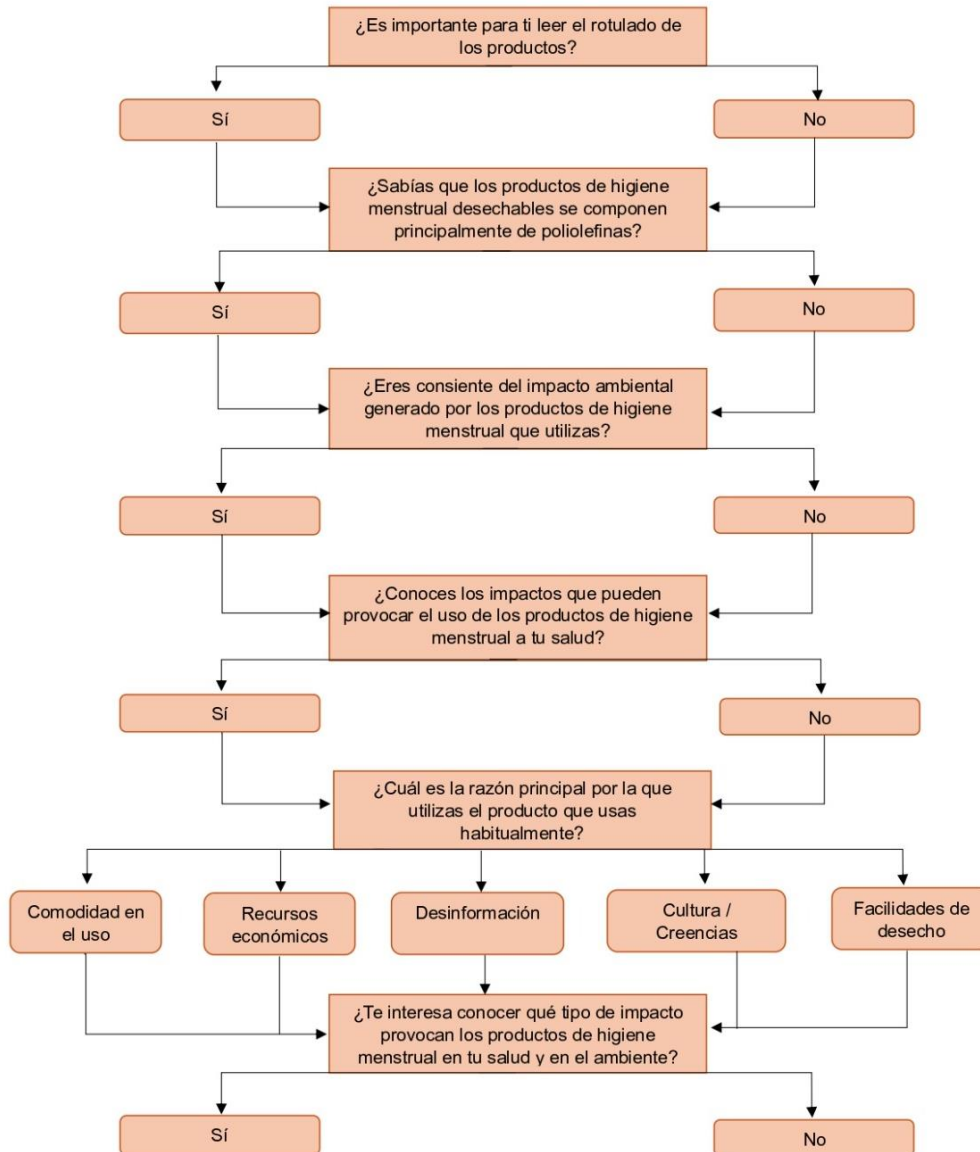 ¿Es importante para ti leer el rotulado de
los productos?
Sí
No
¿Sabías que los productos de higiene
menstrual desechables se componen
principalmente de poliolefinas?
Sí
No
¿Eres consiente del impacto ambiental
generado por los productos de higiene
menstrual que utilizas?
Sí
No
¿Conoces los impactos que pueden
provocar el uso de los productos de higiene
menstrual a tu salud?
Sí
No
¿Cuál es la razón principal por la que
utilizas el producto que usas
habitualmente?
Comodidad en
el uso
Recursos
económicos
Desinformación
Cultura /
Creencias
Facilidades de
desecho
¿Te interesa conocer qué tipo de impacto
provocan los productos de higiene
menstrual en tu salud y en el ambiente?
Sí
No